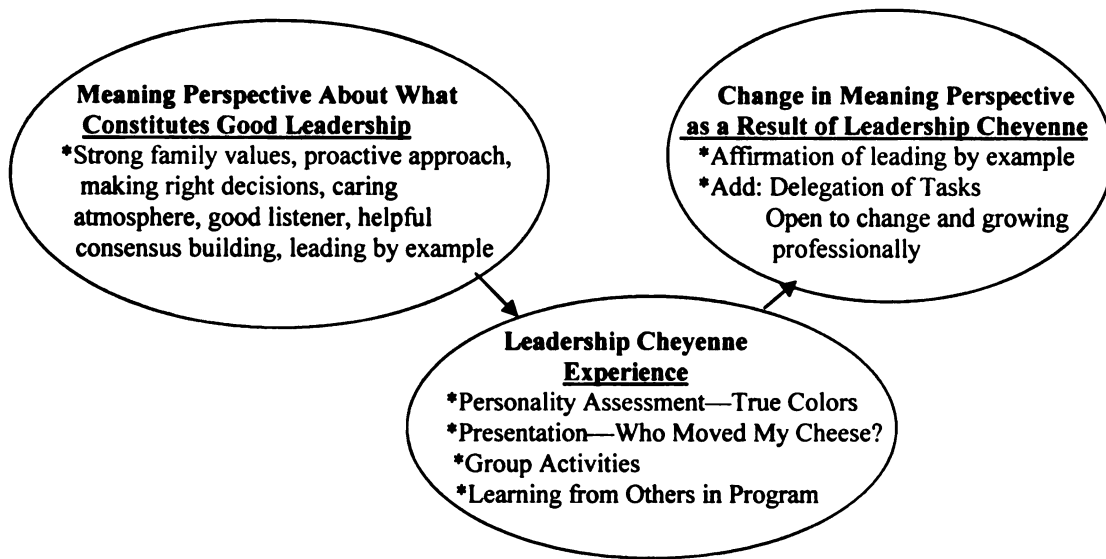 Meaning Perspective About What
Constitutes Good Leadership
*Strong family values, proactive approach,
making right decisions, caring
atmosphere, good listener, helpful
consensus building, leading by example
Change in Meaning Perspective
as a Result of Leadership Cheyenne
*Affirmation of leading by example
*Add: Delegation of Tasks
Open to change and growing
professionally
Leadership Cheyenne
Experience
*Personality Assessment—True Colors
*Presentation—Who Moved My Cheese?
*Group Activities
*Learning from Others in Program